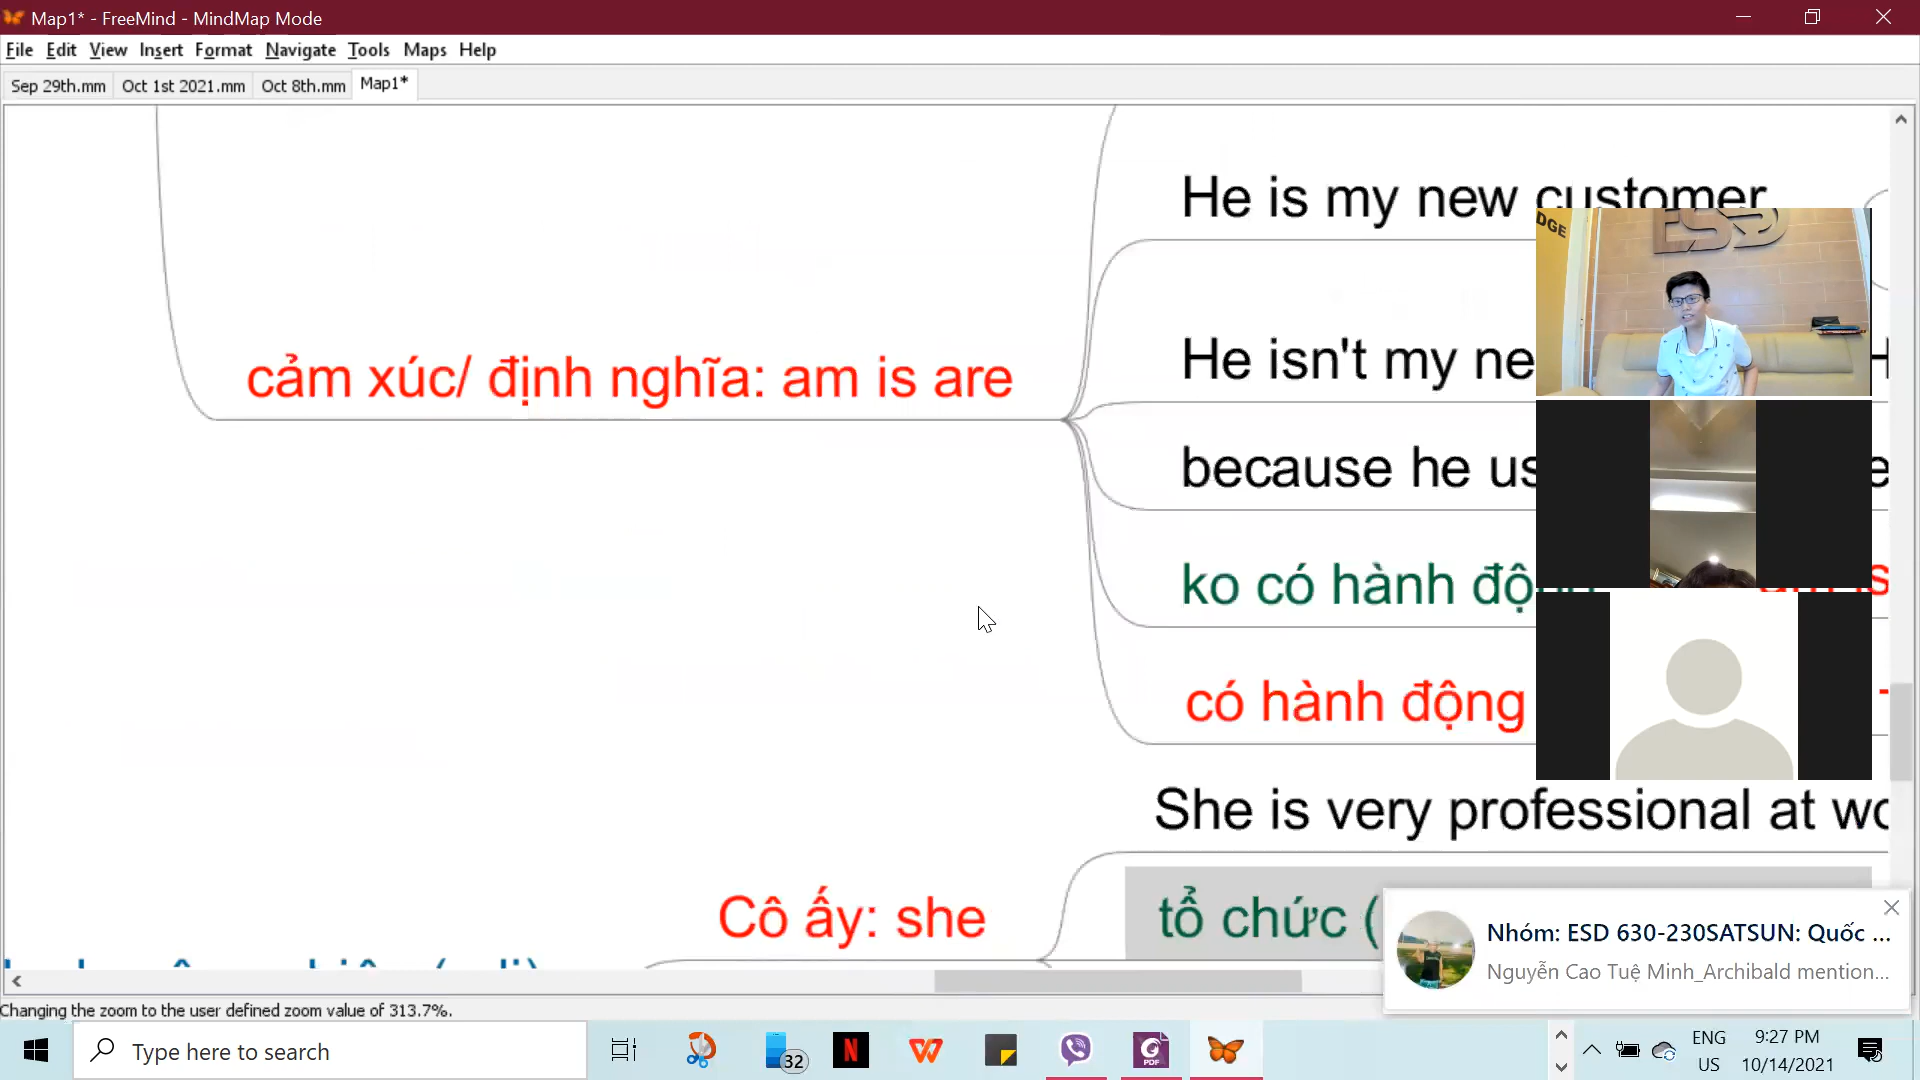 Map1* - FreeMind - MindMap Mode
File Edit View Insert Format Navigate Tools Maps Help
Sep 29th.mm Oct 1st 2021.mm Oct 8th.mm Map1*
He is my new customer
DGE
ESD
He isn't my ne
cảm xúc/ định nghĩa: am is are
because he us
ko có hành độ
có hành động
She is very professional at wo
Cô ấy: she
tổ chức (
Nhóm: ESD 630-230SATSUN: Quốc ...
Nguyễn Cao Tuệ Minh_Archibald mention...
Changing the zoom to the user defined zoom value of 313.7%.
Type here to search
32
PDF
ENG
US
9:27 PM
10/14/2021